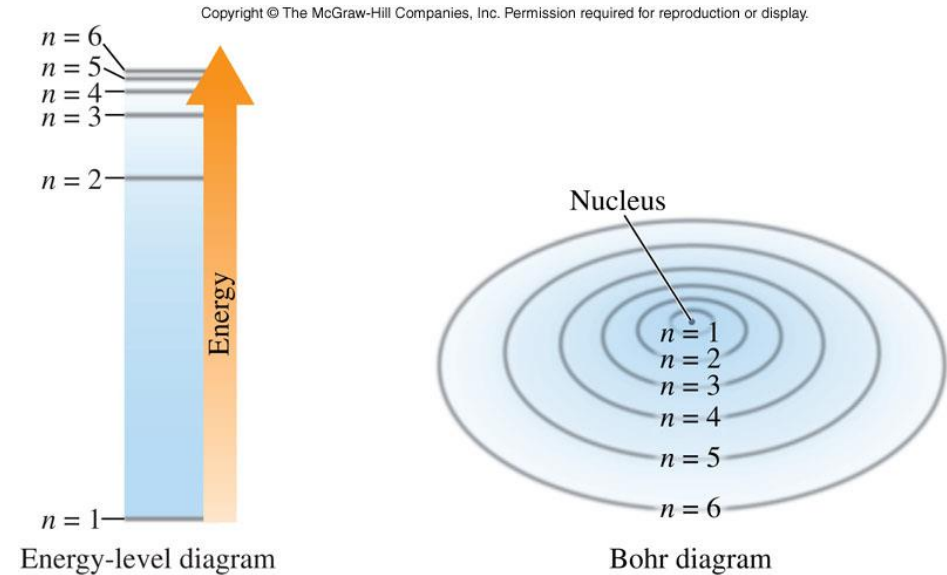 Copyright © The McGraw-Hill Companies, Inc. Permission required for reproduction or display.
n = 6
n = 5
n = 4
n = 3
n = 2
Energy
n = 1
Energy-level diagram
Nucleus
n = 1
n = 2
n = 3
n = 4
n = 5
n = 6
Bohr diagram